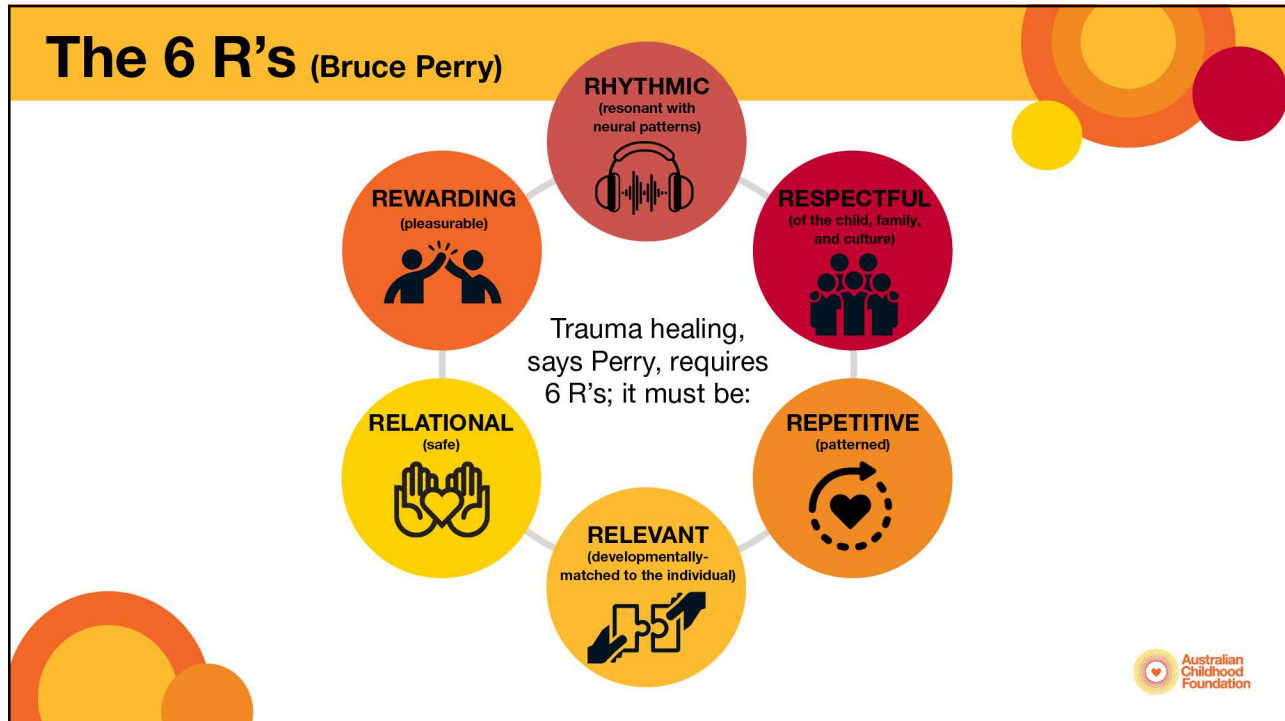 The 6 R's (Bruce Perry)
RHYTHMIC
(resonant with
neural patterns)
RESPECTFUL
(of the child, family,
and culture)
REPETITIVE
(patterned)
RELEVANT
(developmentally-
matched to the individual)
RELATIONAL
(safe)
REWARDING
(pleasurable)
Trauma healing,
says Perry, requires
6 R's; it must be:
Australian
Childhood
Foundation